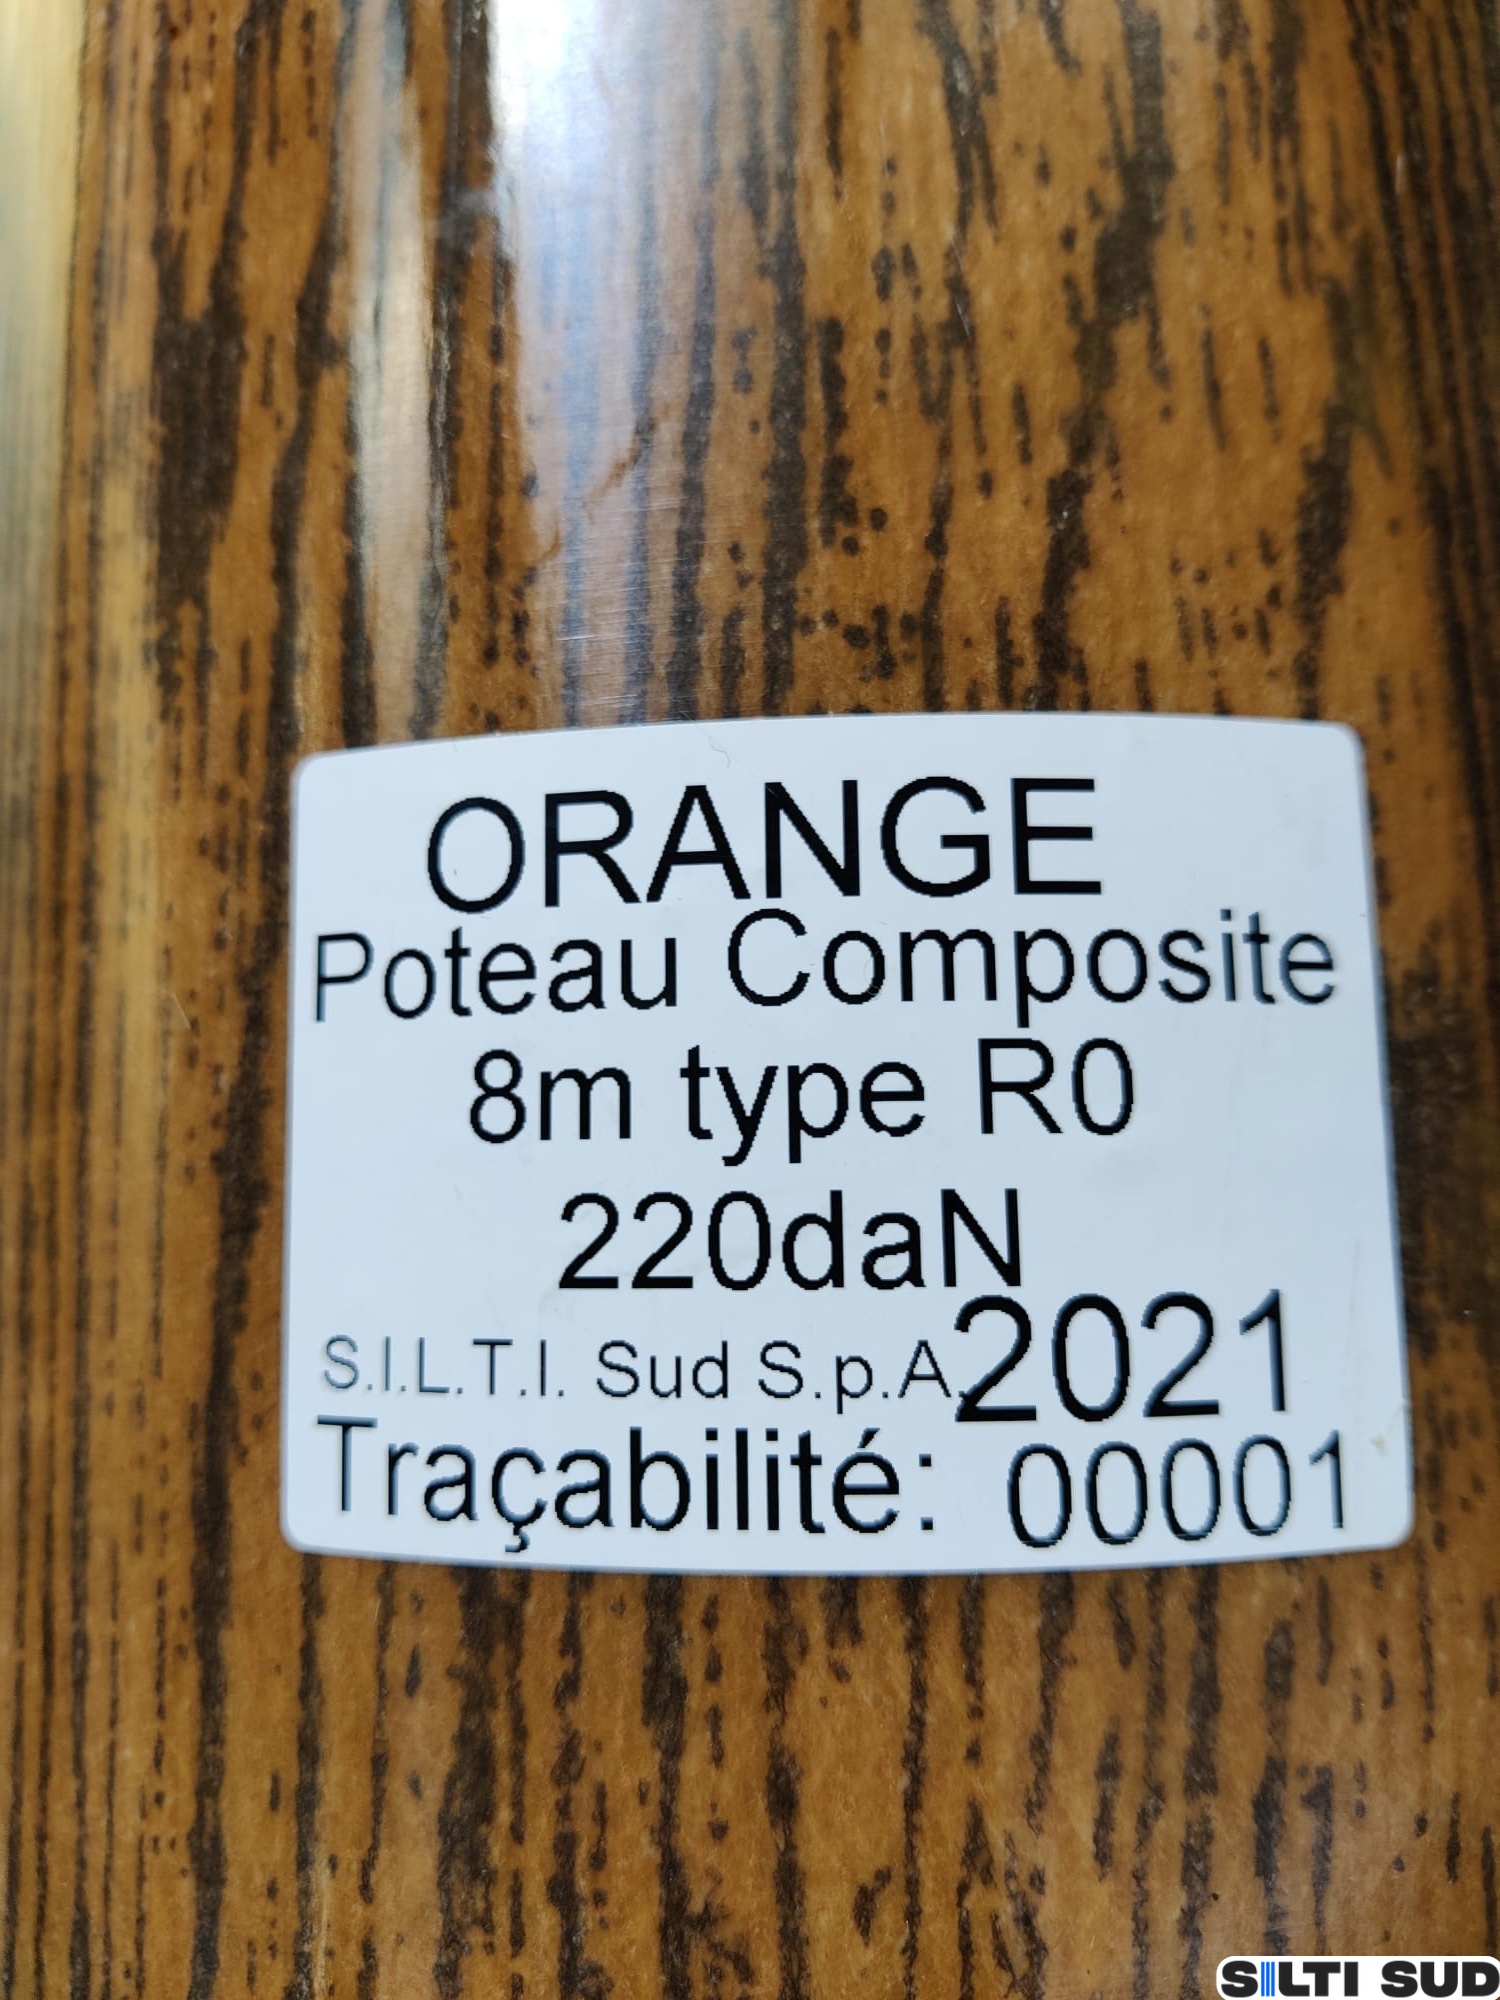 ORANGE
Poteau Composite
8m type R0
220daN
S.I.L.T.I. Sud S.p.A. 2021
Traçabilité: 00001
SILTI SUD